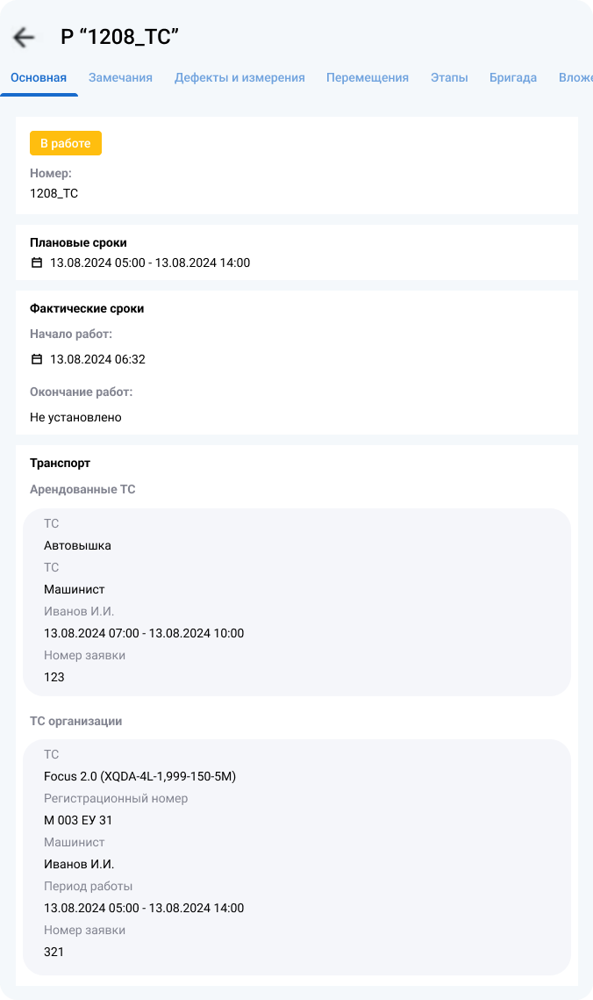 Р “1208_ТС”
Основная Замечания Дефекты и измерения Перемещения Этапы Бригада Вложе
В работе
Номер:
1208_ТС
Плановые сроки
13.08.2024 05:00 - 13.08.2024 14:00
Фактические сроки
Начало работ:
13.08.2024 06:32
Окончание работ:
Не установлено
Транспорт
Арендованные ТС
ТС
Автовышка
ТС
Машинист
Иванов И.И.
13.08.2024 07:00 - 13.08.2024 10:00
Номер заявки
123
ТС организации
ТС
Focus 2.0 (XQDA-4L-1,999-150-5M)
Регистрационный номер
М 003 ЕУ 31
Машинист
Иванов И.И.
Период работы
13.08.2024 05:00 - 13.08.2024 14:00
Номер заявки
321